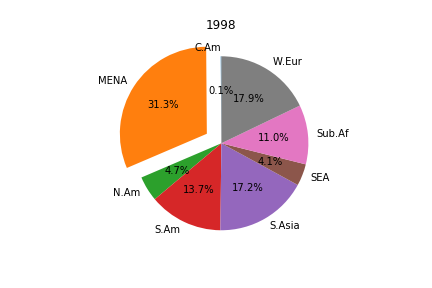 1998
C.Am
W.Eur
MENA
0.1%
17.9%
31.3%
Sub.Af
11.0%
4.1%
4.7%
SEA
17.2%
13.7%
N.Am
S.Asia
S.Am